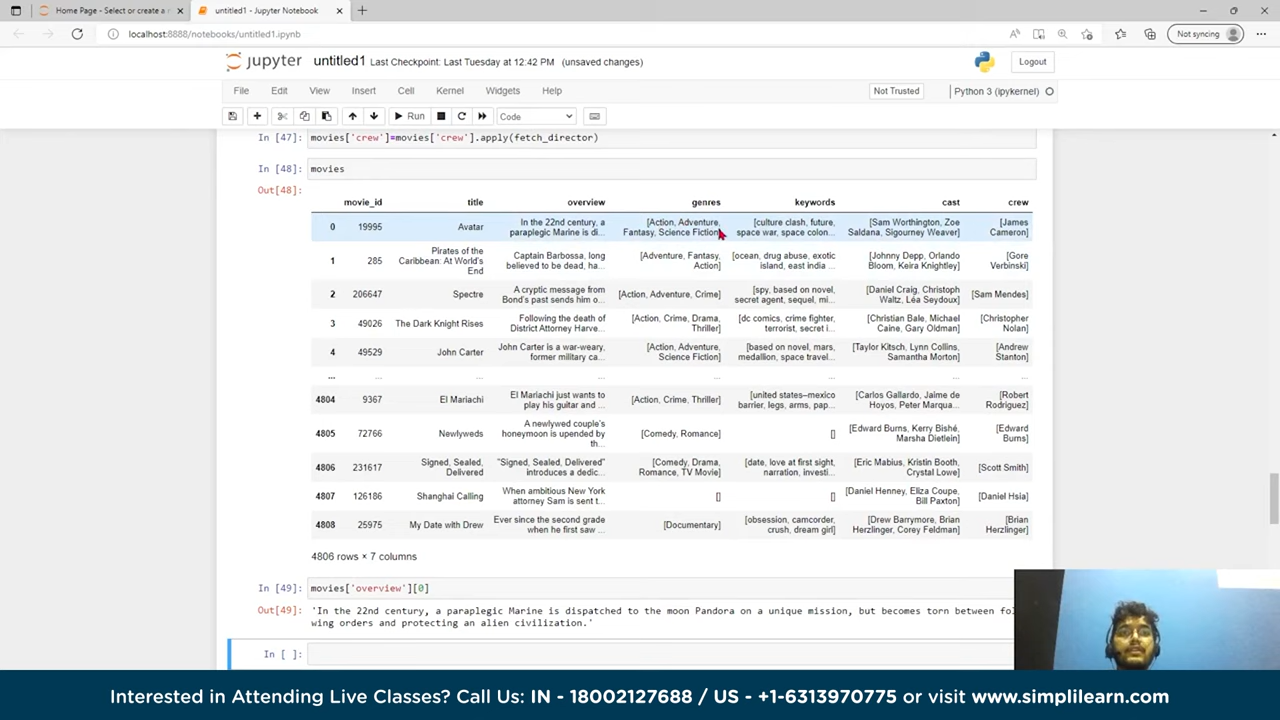 Home Page - Select or create a n
untitled1 - Jupyter Notebook
localhost:8888/notebooks/untitled1.ipynb
Not syncing
jupyter untitled1 Last Checkpoint: Last Tuesday at 12:42 PM (unsaved changes)
Logout
File Edit View Insert Cell Kernel Widgets Help
Not Trusted
Python 3 (ipykernel)
Run
Code
In [47]: movies['crew']=movies['crew'].apply(fetch_director)
In [48]: movies
Out[48]:
movie_id title overview genres keywords cast crew
0 19995 Avatar In the 22nd century, a paraplegic Marine is di... [Action, Adventure, Fantasy, Science Fiction] [culture clash, future, space war, space colon... [Sam Worthington, Zoe Saldana, Sigourney Weaver] [James Cameron]
1 285 Pirates of the Caribbean: At World's End Captain Barbossa, long believed to be dead, ha... [Adventure, Fantasy, Action] [ocean, drug abuse, exotic island, east india ... [Johnny Depp, Orlando Bloom, Keira Knightley] [Gore Verbinski]
2 206647 Spectre A cryptic message from Bond's past sends him o... [Action, Adventure, Crime] [spy, based on novel, secret agent, sequel, mi... [Daniel Craig, Christoph Waltz, Léa Seydoux] [Sam Mendes]
3 49026 The Dark Knight Rises Following the death of District Attorney Harve... [Action, Crime, Drama, Thriller] [dc comics, crime fighter, terrorist, secret i... [Christian Bale, Michael Caine, Gary Oldman] [Christopher Nolan]
4 49529 John Carter John Carter is a war-weary, former military ca... [Action, Adventure, Science Fiction] [based on novel, mars, medallion, space travel... [Taylor Kitsch, Lynn Collins, Samantha Morton] [Andrew Stanton]
... ... ... ... ... ... ... ...
4804 9367 El Mariachi El Mariachi just wants to play his guitar and ... [Action, Crime, Thriller] [united states–mexico barrier, legs, arms, pap... [Carlos Gallardo, Jaime de Hoyos, Peter Marqua... [Robert Rodriguez]
4805 72766 Newlyweds A newlywed couple's honeymoon is upended by th... [Comedy, Romance] [] [Edward Burns, Kerry Bishé, Marsha Dietlein] [Edward Burns]
4806 231617 Signed, Sealed, Delivered "Signed, Sealed, Delivered" introduces a dedic... [Comedy, Drama, Romance, TV Movie] [date, love at first sight, narration, investi... [Eric Mabius, Kristin Booth, Crystal Lowe] [Scott Smith]
4807 126186 Shanghai Calling When ambitious New York attorney Sam is sent t... [] [] [Daniel Henney, Eliza Coupe, Bill Paxton] [Daniel Hsia]
4808 25975 My Date with Drew Ever since the second grade when he first saw ... [Documentary] [obsession, camcorder, crush, dream girl] [Drew Barrymore, Brian Herzlinger, Corey Feldman] [Brian Herzlinger]
4806 rows × 7 columns
In [49]: movies['overview'][0]
Out[49]: 'In the 22nd century, a paraplegic Marine is dispatched to the moon Pandora on a unique mission, but becomes torn between fol
wing orders and protecting an alien civilization.'
In [ ]:
Interested in Attending Live Classes? Call Us: IN - 18002127688 / US - +1-6313970775 or visit www.simplilearn.com